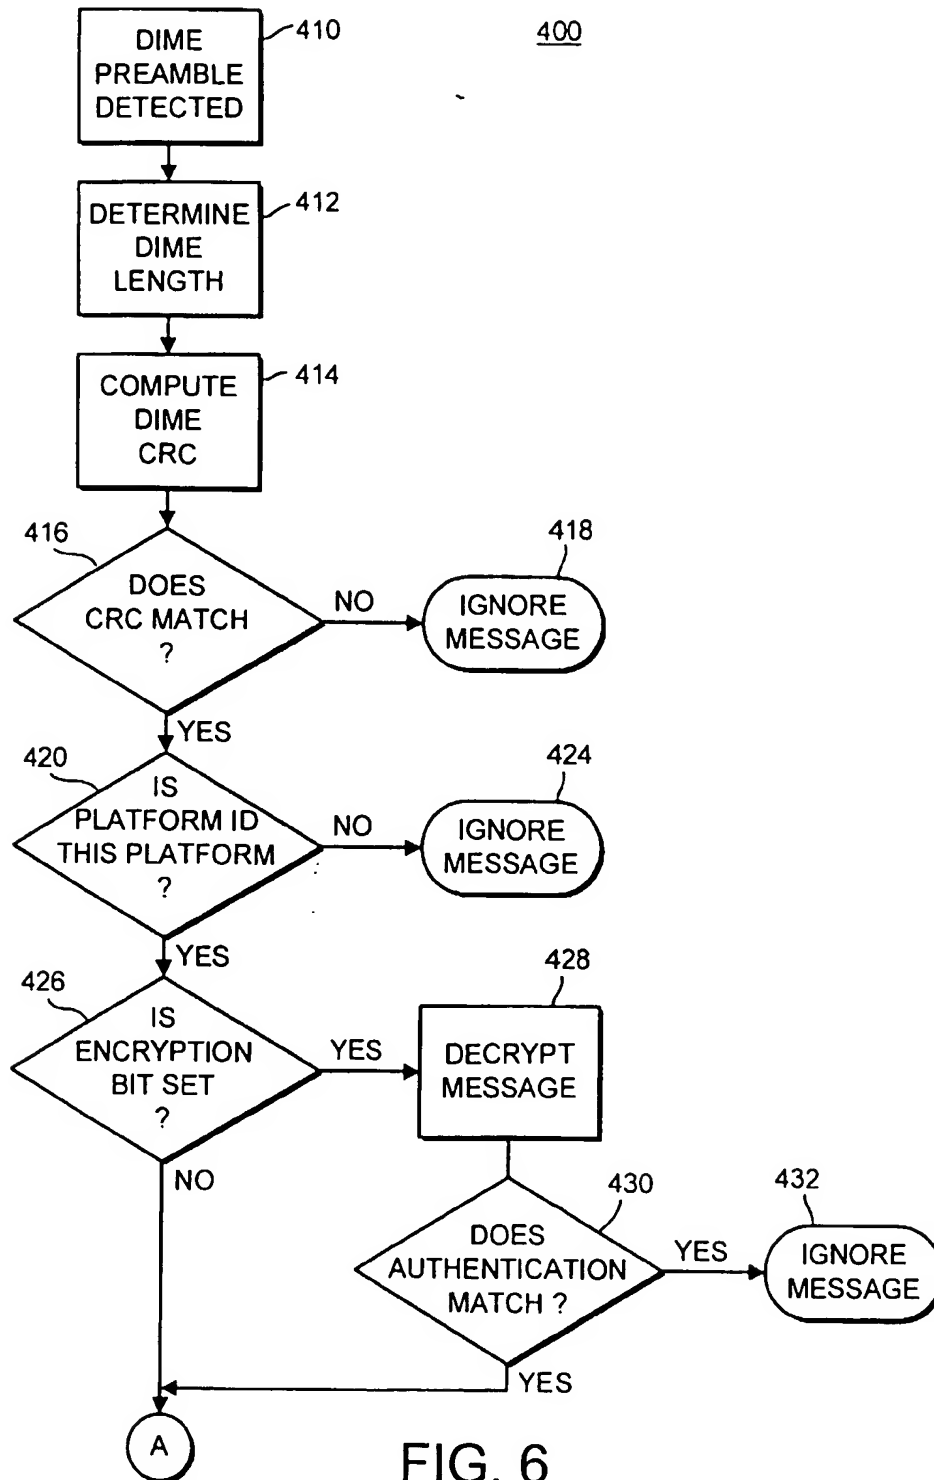 400
DIME
PREAMBLE
DETECTED
410
DETERMINE
DIME
LENGTH
412
COMPUTE
DIME
CRC
414
416
DOES
CRC MATCH
?
NO
418
IGNORE
MESSAGE
YES
420
IS
PLATFORM ID
THIS PLATFORM
?
NO
424
IGNORE
MESSAGE
YES
426
IS
ENCRYPTION
BIT SET
?
YES
428
DECRYPT
MESSAGE
NO
430
DOES
AUTHENTICATION
MATCH ?
YES
432
IGNORE
MESSAGE
YES
A
FIG. 6